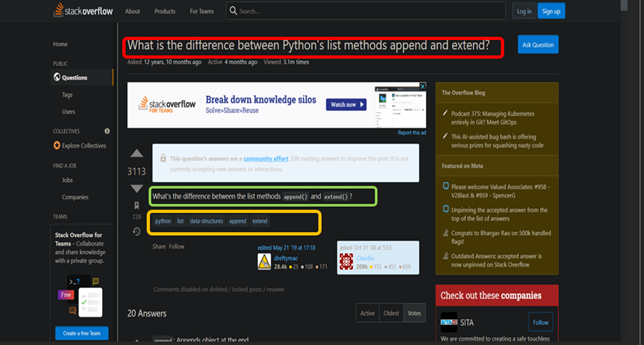 stack overflow
About Products For Teams Search... Log in Sign up
Home
PUBLIC
Questions
Tags
Users
COLLECTIVES
Explore Collectives
FIND A JOB
Jobs
Companies
TEAMS
Stack Overflow for
Teams – Collaborate
and share knowledge
with a private group.
Free
Create a free Team
What is the difference between Python's list methods append and extend?
Ask Question
Asked 12 years, 10 months ago Active 4 months ago Viewed 3.1m times
stack overflow
FOR TEAMS
Break down knowledge silos
Solve>Share>Reuse
Watch now
Report this ad
This question's answers are a community effort. Edit existing answers to improve this post. It is not
currently accepting new answers or interactions.
3113
What's the difference between the list methods append() and extend()?
729
python list data-structures append extend
Share Follow
edited May 21 '19 at 17:18
dreftymac
28.4k 25 108 171
asked Oct 31 '08 at 5:55
Claudiu
Comments disabled on deleted / locked posts / reviews
20 Answers
Active Oldest Votes
append: Appends object at the end.
The Overflow Blog
Podcast 375: Managing Kubernetes
entirely in Git? Meet GitOps
This AI-assisted bug bash is offering
serious prizes for squashing nasty code
Featured on Meta
Please welcome Valued Associates: #958 -
V2Blast & #959 - SpencerG
Unpinning the accepted answer from the
top of the list of answers
Congrats to Bhargav Rao on 500k handled
flags!
Outdated Answers: accepted answer is
now unpinned on Stack Overflow
Check out these companies
SITA
Follow
We are committed to creating a safe touchless